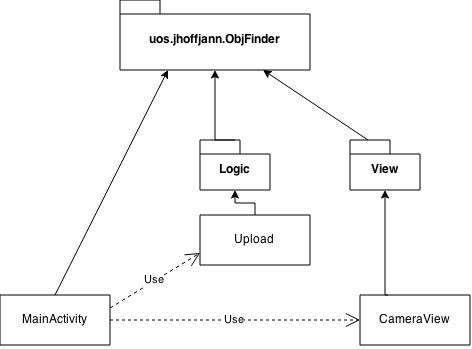 uos.jhoffjann.ObjFinder
Logic
View
Upload
Use
MainActivity
Use
CameraView